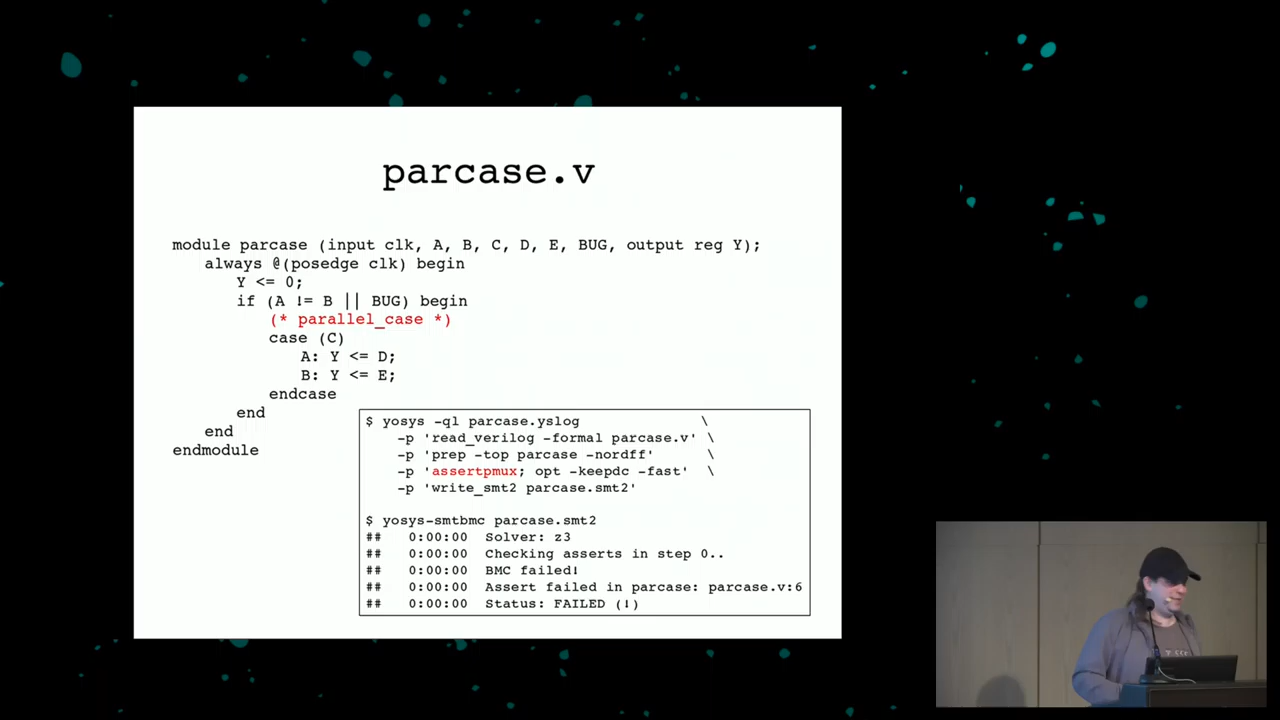 parcase.v
module parcase (input clk, A, B, C, D, E, BUG, output reg Y);
always @(posedge clk) begin
Y <= 0;
if (A != B || BUG) begin
(* parallel_case *)
case (C)
A: Y <= D;
B: Y <= E;
endcase
end
end
endmodule
$ yosys -ql parcase.yslog \
-p 'read_verilog -formal parcase.v' \
-p 'prep -top parcase -nordff' \
-p 'assertpmux; opt -keepdc -fast' \
-p 'write_smt2 parcase.smt2'
$ yosys-smtbmc parcase.smt2
## 0:00:00 Solver: z3
## 0:00:00 Checking asserts in step 0..
## 0:00:00 BMC failed!
## 0:00:00 Assert failed in parcase: parcase.v:6
## 0:00:00 Status: FAILED (!)